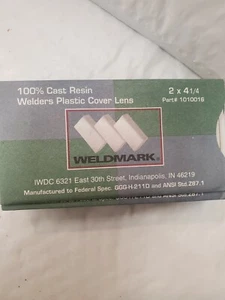 100% Cast Resin
Welders Plastic Cover Lens
2 x 4 1/4
Part# 1010016
WELDMARK®
IWDC 6321 East 30th Street, Indianapolis, IN 46219
Manufactured to Federal Spec. GGG-H-211D and ANSI Std. Z87.1